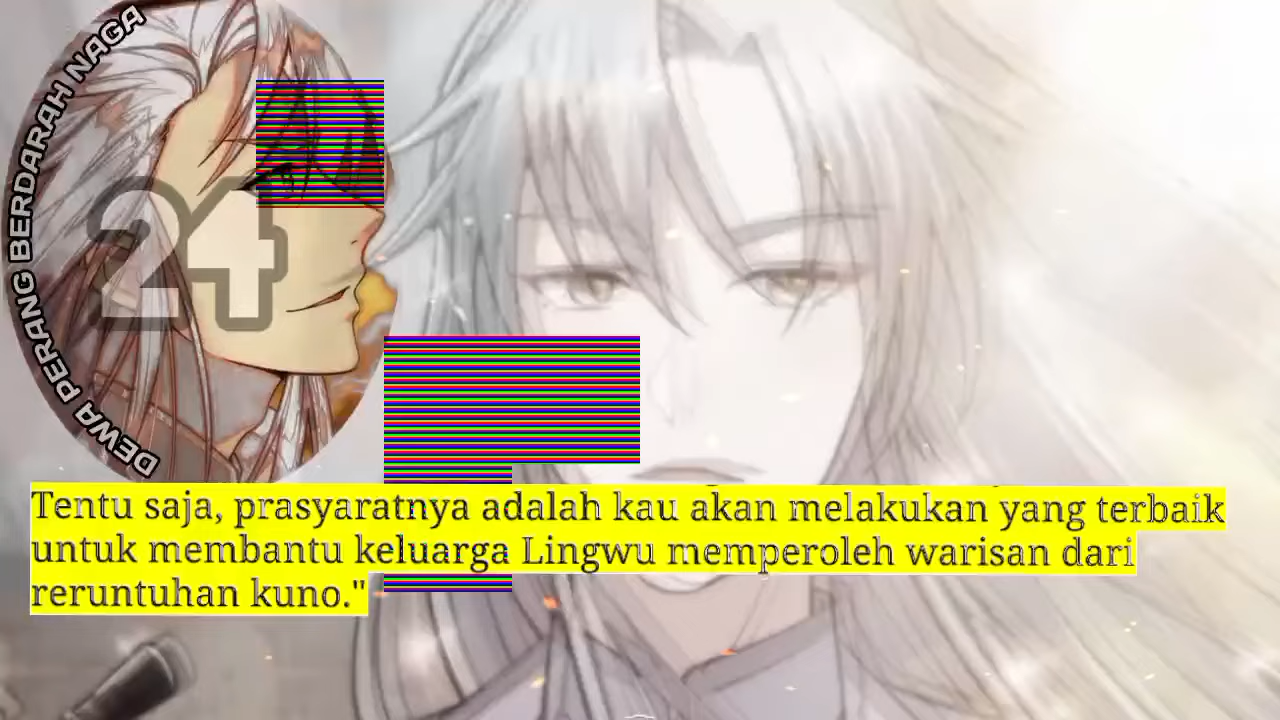 DEWA PERANG BERDARAH NAGA
24
Tentu saja, prasyaratnya adalah kau akan melakukan yang terbaik
untuk membantu keluarga Lingwu memperoleh warisan dari
reruntuhan kuno."